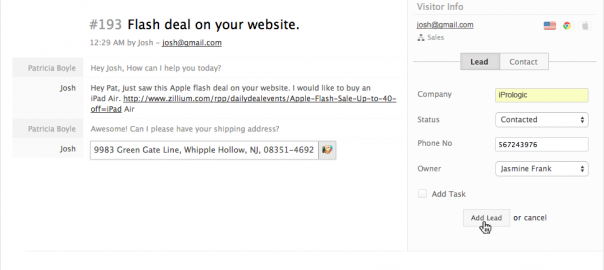 #193 Flash deal on your website.
12:29 AM by Josh – josh@gmail.com
Patricia Boyle Hey Josh, How can I help you today?
Josh Hey Pat, just saw this Apple flash deal on your website. I would like to buy an
iPad Air. http://www.zillium.com/rpp/dailydealevents/Apple-Flash-Sale-Up-to-40-
off=iPad Air
Patricia Boyle Awesome! Can I please have your shipping address?
Josh 9983 Green Gate Line, Whipple Hollow, NJ, 08351-4692
Visitor Info
josh@gmail.com
Sales
Lead Contact
Company iPrologic
Status Contacted
Phone No 567243976
Owner Jasmine Frank
Add Task
Add Lead or cancel